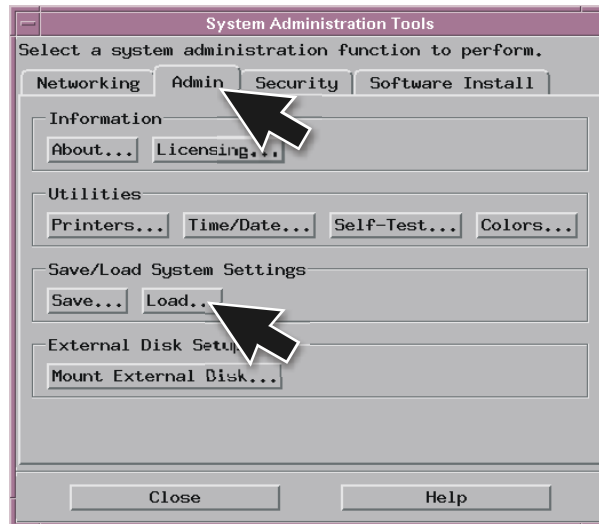 System Administration Tools
Select a system administration function to perform.
Networking Admin Security Software Install
Information
About... Licensing...
Utilities
Printers... Time/Date... Self-Test... Colors...
Save/Load System Settings
Save... Load...
External Disk Setup
Mount External Disk...
Close Help